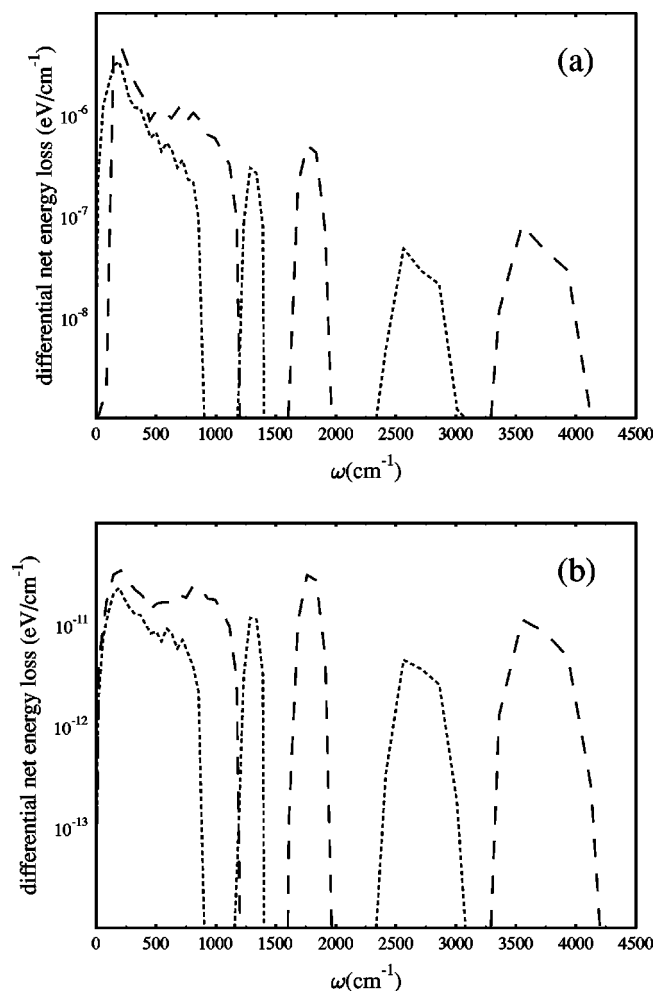 (a)
differential net energy loss (eV/cm⁻¹)
10⁻⁶
10⁻⁷
10⁻⁸
0 500 1000 1500 2000 2500 3000 3500 4000 4500
ω(cm⁻¹)
(b)
differential net energy loss (eV/cm⁻¹)
10⁻¹¹
10⁻¹²
10⁻¹³
0 500 1000 1500 2000 2500 3000 3500 4000 4500
ω(cm⁻¹)